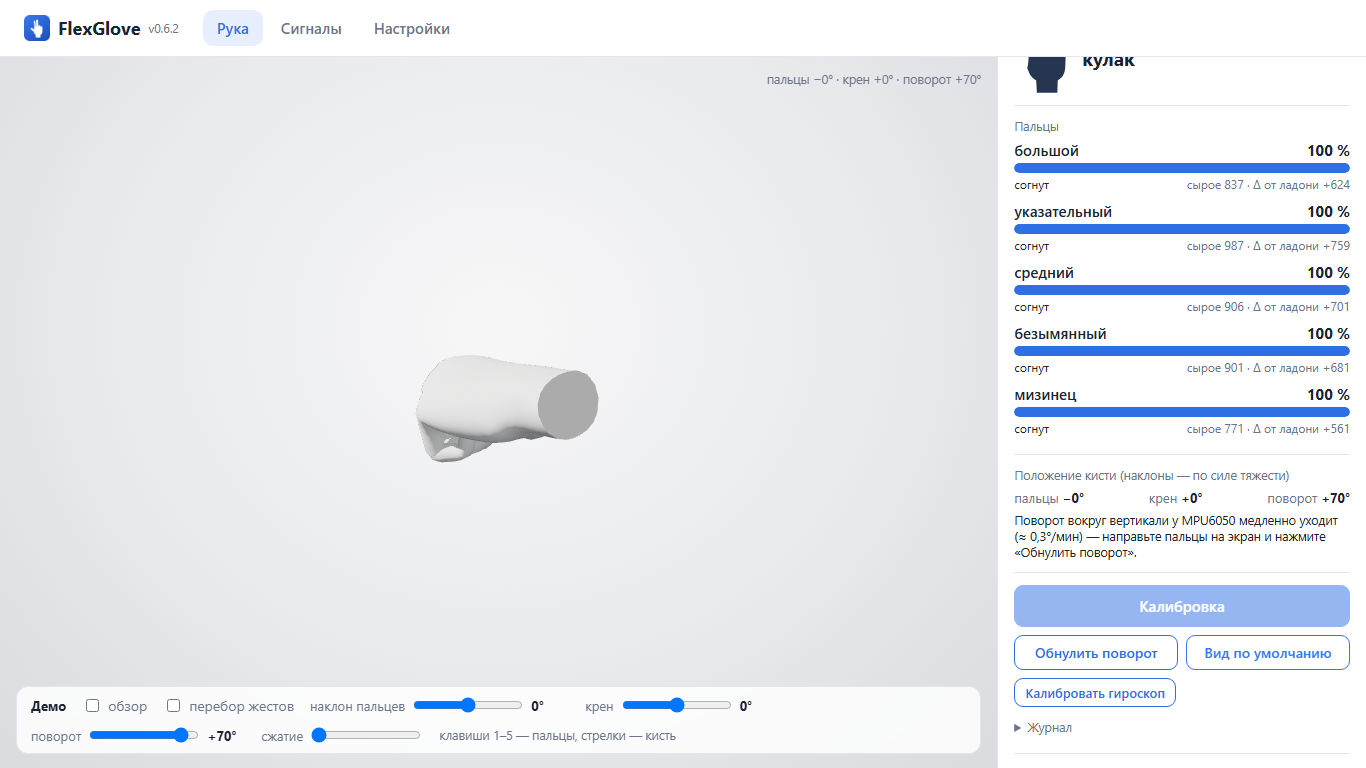 FlexGlove v0.6.2 Рука Сигналы Настройки
пальцы −0° · крен +0° · поворот +70°
кулак
Пальцы
большой 100 %
согнут сырое 837 · Δ от ладони +624
указательный 100 %
согнут сырое 987 · Δ от ладони +759
средний 100 %
согнут сырое 906 · Δ от ладони +701
безымянный 100 %
согнут сырое 901 · Δ от ладони +681
мизинец 100 %
согнут сырое 771 · Δ от ладони +561
Положение кисти (наклоны — по силе тяжести)
пальцы −0° крен +0° поворот +70°
Поворот вокруг вертикали у MPU6050 медленно уходит
(≈ 0,3°/мин) — направьте пальцы на экран и нажмите
«Обнулить поворот».
Калибровка
Обнулить поворот Вид по умолчанию
Калибровать гироскоп
Журнал
Демо обзор перебор жестов наклон пальцев 0° крен 0°
поворот +70° сжатие клавиши 1–5 — пальцы, стрелки — кисть